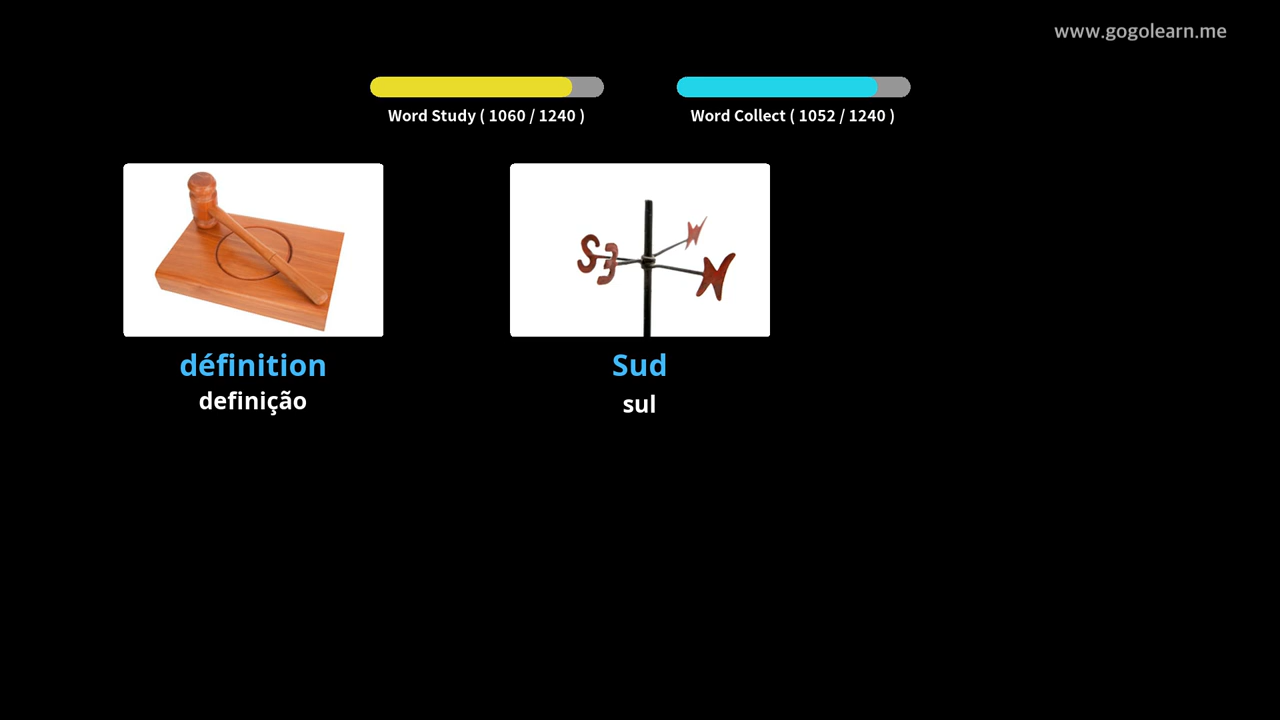 www.gogolearn.me
Word Study ( 1060 / 1240 )
Word Collect ( 1052 / 1240 )
définition
definição
Sud
sul